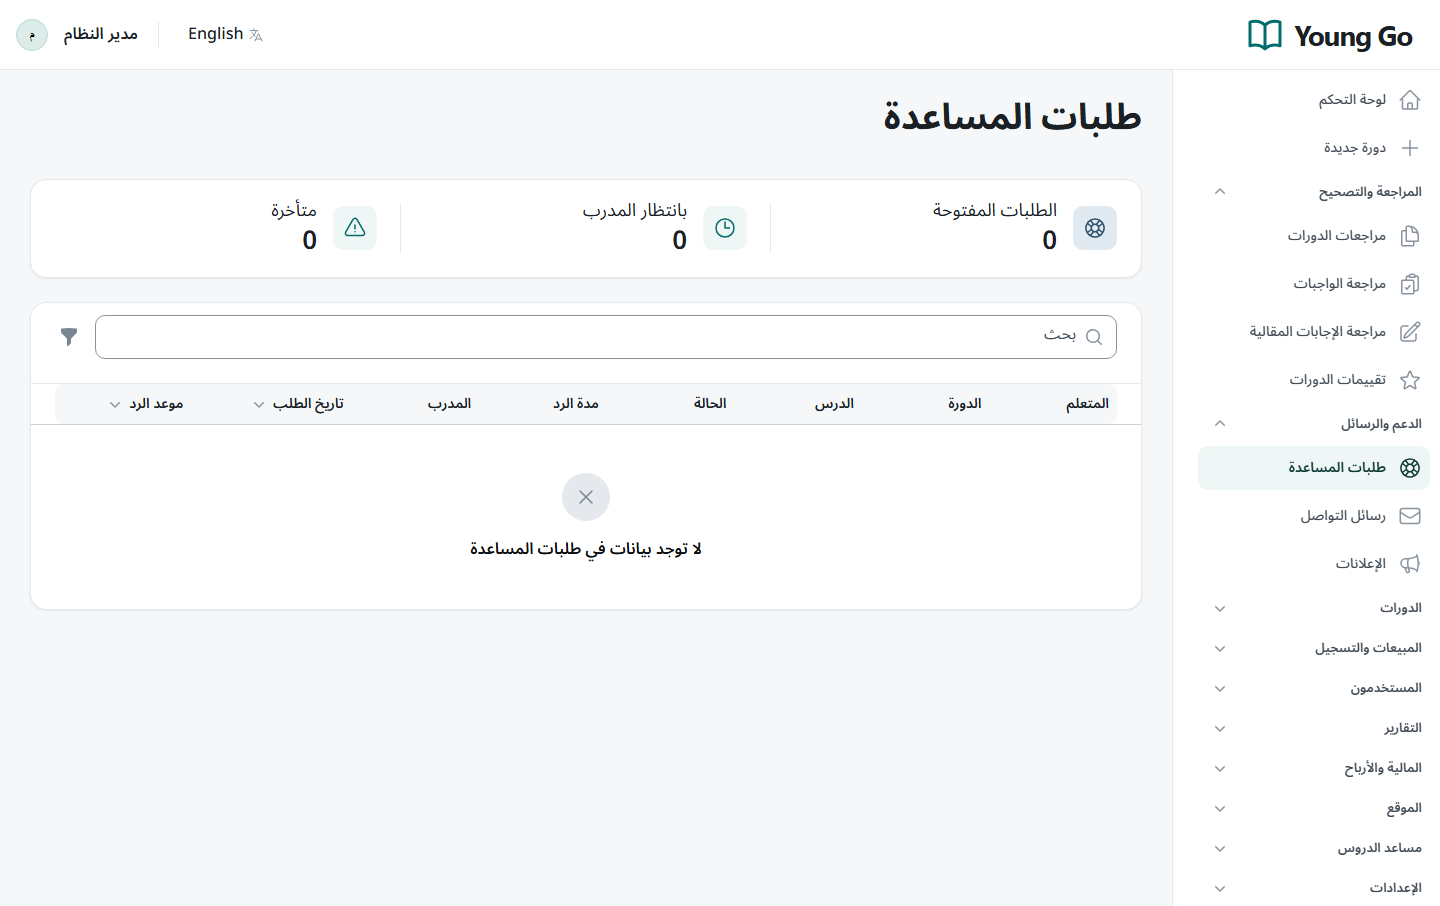 Young Go
English
مدير النظام
م
لوحة التحكم
دورة جديدة
المراجعة والتصحيح
مراجعات الدورات
مراجعة الواجبات
مراجعة الإجابات المقالية
تقييمات الدورات
الدعم والرسائل
طلبات المساعدة
رسائل التواصل
الإعلانات
الدورات
المبيعات والتسجيل
المستخدمون
التقارير
المالية والأرباح
الموقع
مساعد الدروس
الإعدادات
طلبات المساعدة
الطلبات المفتوحة
0
بانتظار المدرب
0
متأخرة
0
بحث
المتعلم الدورة الدرس الحالة مدة الرد المدرب تاريخ الطلب موعد الرد
لا توجد بيانات في طلبات المساعدة